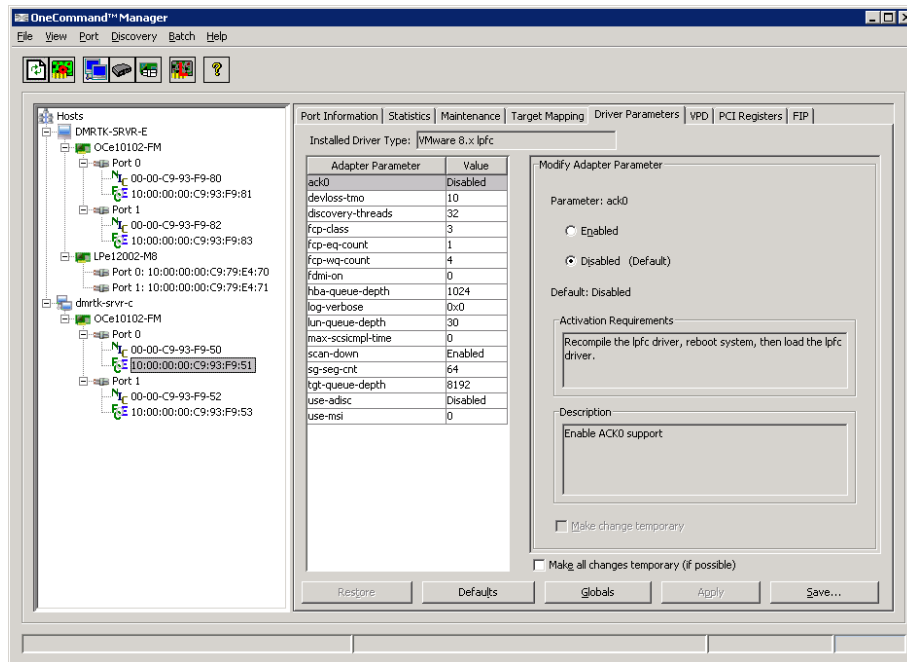 OneCommand™ Manager
File View Port Discovery Batch Help
Hosts
DMRTK-SRVR-E
OCe10102-FM
Port 0
NIC 00-00-C9-93-F9-80
FCoE 10:00:00:00:C9:93:F9:81
Port 1
NIC 00-00-C9-93-F9-82
FCoE 10:00:00:00:C9:93:F9:83
LPe12002-M8
Port 0: 10:00:00:00:C9:79:E4:70
Port 1: 10:00:00:00:C9:79:E4:71
dmrtk-srvr-c
OCe10102-FM
Port 0
NIC 00-00-C9-93-F9-50
FCoE 10:00:00:00:C9:93:F9:51
Port 1
NIC 00-00-C9-93-F9-52
FCoE 10:00:00:00:C9:93:F9:53
Port Information Statistics Maintenance Target Mapping Driver Parameters VPD PCI Registers FIP
Installed Driver Type: VMware 8.x lpfc
Adapter Parameter Value
ack0 Disabled
devloss-tmo 10
discovery-threads 32
fcp-class 3
fcp-eq-count 1
fcp-wq-count 4
fdmi-on 0
hba-queue-depth 1024
log-verbose 0x0
lun-queue-depth 30
max-scsicmpl-time 0
scan-down Enabled
sg-seg-cnt 64
tgt-queue-depth 8192
use-adisc Disabled
use-msi 0
Modify Adapter Parameter
Parameter: ack0
Enabled
Disabled (Default)
Default: Disabled
Activation Requirements
Recompile the lpfc driver, reboot system, then load the lpfc
driver.
Description
Enable ACK0 support
Make change temporary
Make all changes temporary (if possible)
Restore Defaults Globals Apply Save...